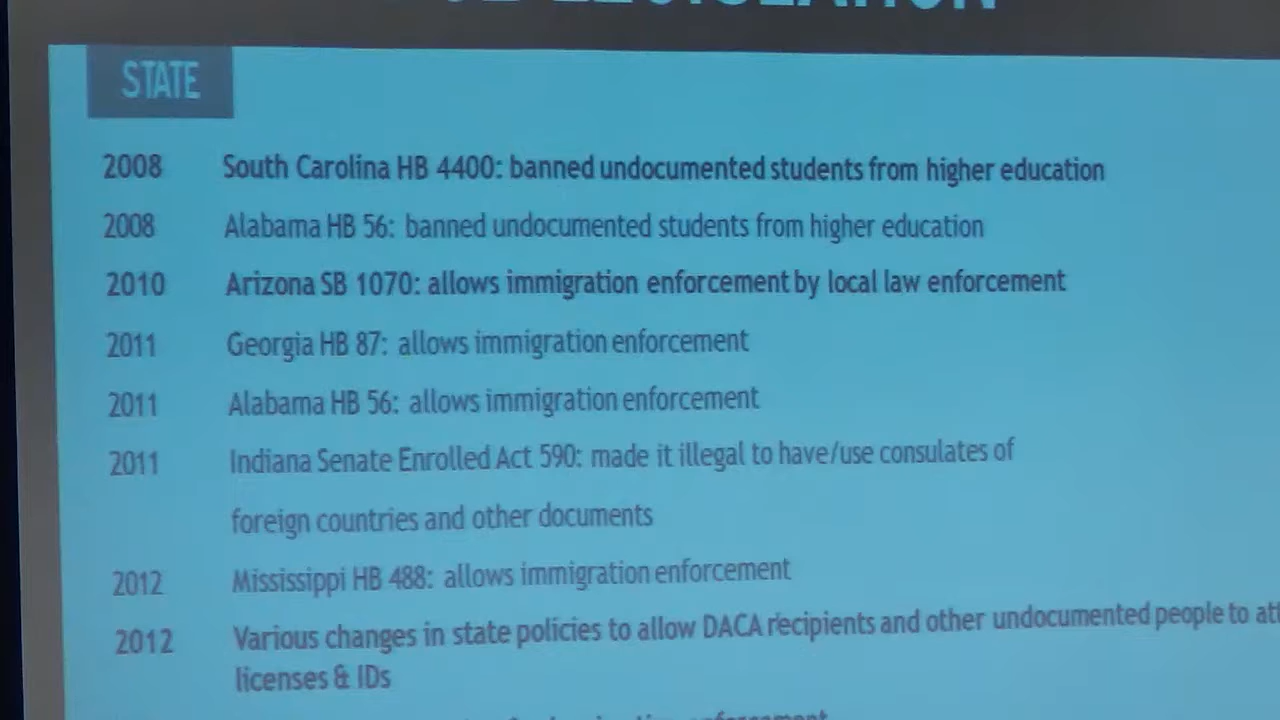 LEGISLATION
STATE
2008 South Carolina HB 4400: banned undocumented students from higher education
2008 Alabama HB 56: banned undocumented students from higher education
2010 Arizona SB 1070: allows immigration enforcement by local law enforcement
2011 Georgia HB 87: allows immigration enforcement
2011 Alabama HB 56: allows immigration enforcement
2011 Indiana Senate Enrolled Act 590: made it illegal to have/use consulates of
foreign countries and other documents
2012 Mississippi HB 488: allows immigration enforcement
2012 Various changes in state policies to allow DACA recipients and other undocumented people to
licenses & IDs
enforcement